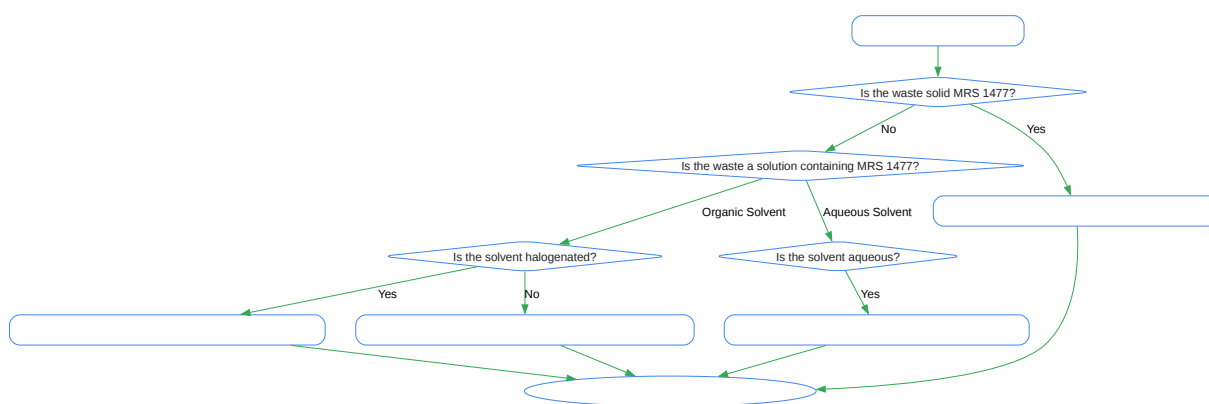 Is the waste solid MRS 1477?
No
Yes
Is the waste a solution containing MRS 1477?
Organic Solvent
Aqueous Solvent
Is the solvent halogenated?
Is the solvent aqueous?
Yes
No
Yes